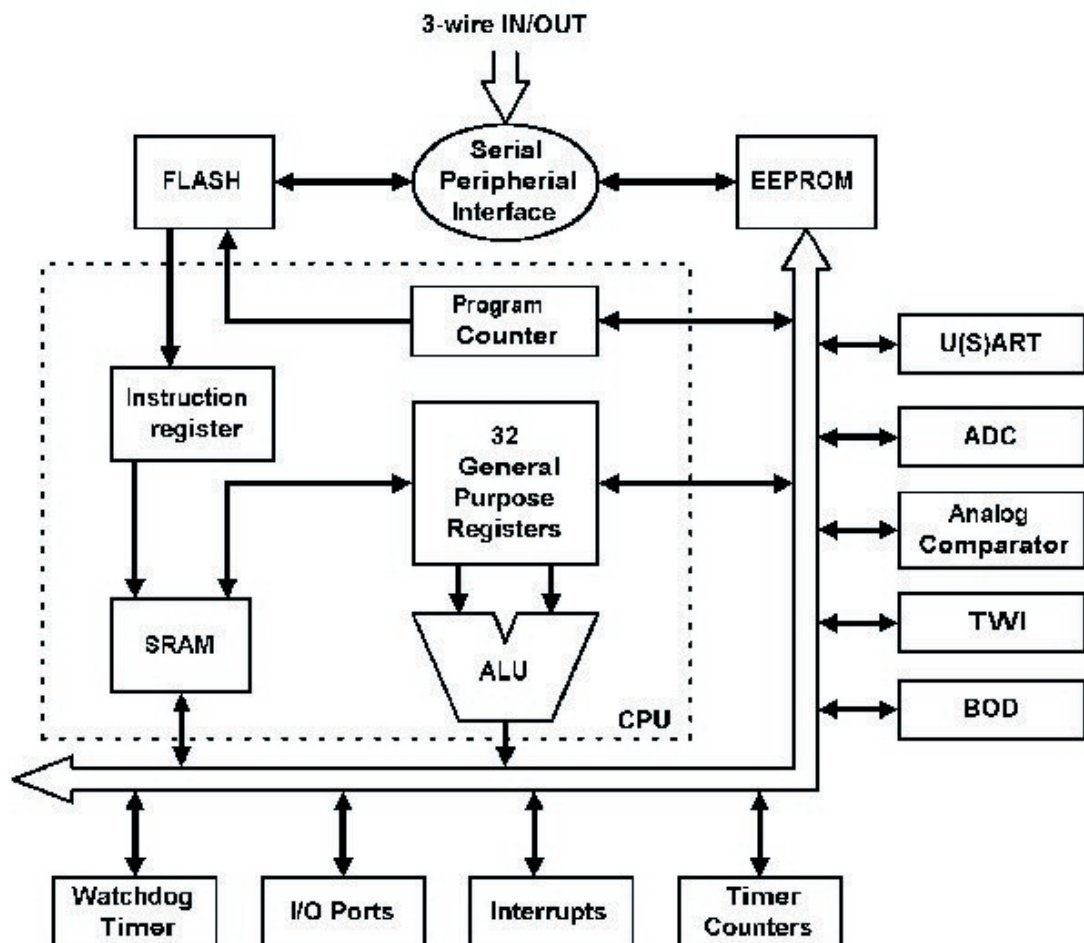 3-wire IN/OUT
FLASH
Serial
Peripherial
Interface
EEPROM
Program
Counter
U(S)ART
Instruction
register
32
General
Purpose
Registers
ADC
Analog
Comparator
SRAM
ALU
TWI
CPU
BOD
Watchdog
Timer
I/O Ports
Interrupts
Timer
Counters